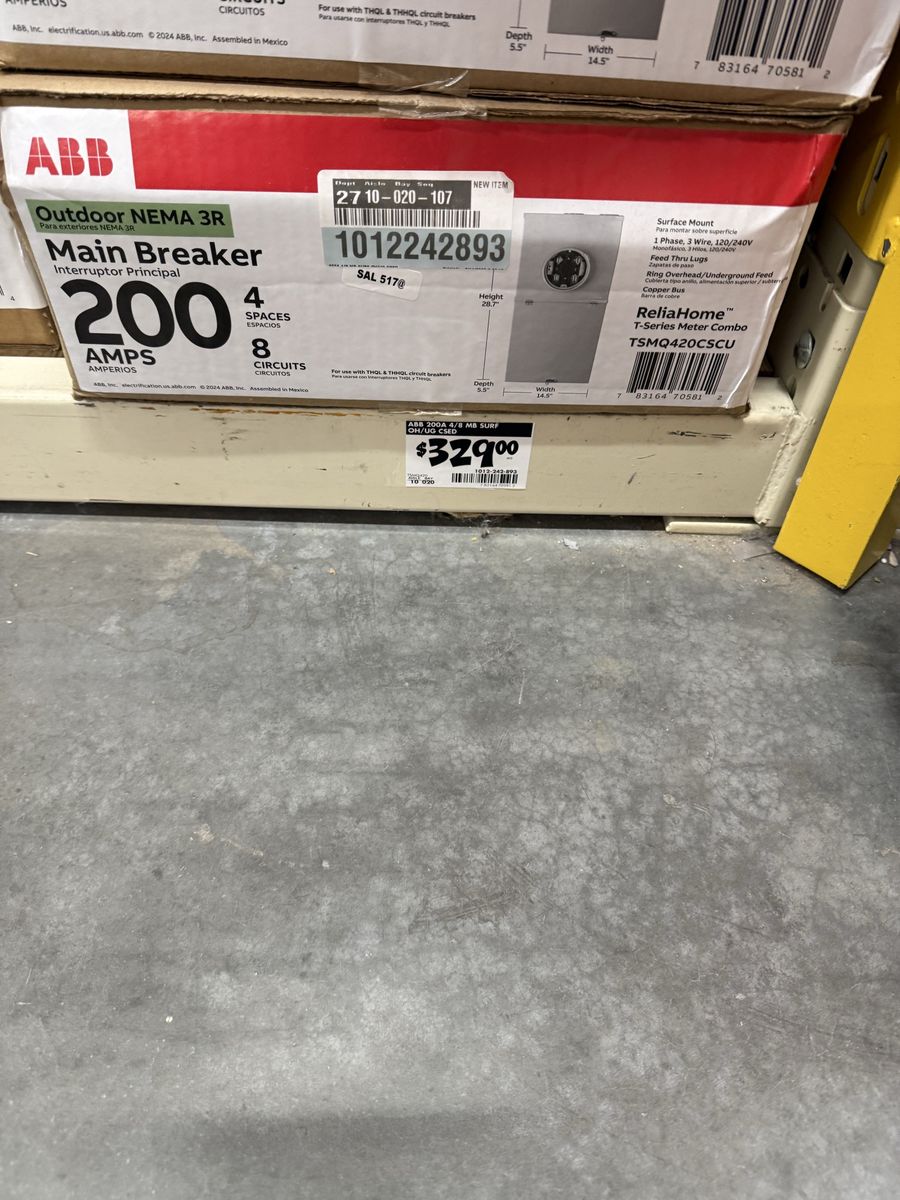 AMPERIOS
CIRCUITOS
For use with THQL & THHQL circuit breakers
Para usarse con interruptores THQL y THHQL
ABB, Inc. electrification.us.abb.com © 2024 ABB, Inc. Assembled in Mexico
Depth
5.5"
Width
14.5"
7 83164 70581 2
ABB
Dept Aisle Bay Seq
27 10-020-107
NEW ITEM
1012242893
SAL 517@
Outdoor NEMA 3R
Para exteriores NEMA 3R
Main Breaker
Interruptor Principal
200
AMPS
AMPERIOS
4
SPACES
ESPACIOS
8
CIRCUITS
CIRCUITOS
For use with THQL & THHQL circuit breakers
Para usarse con interruptores THQL y THHQL
ABB, Inc. electrification.us.abb.com © 2024 ABB, Inc. Assembled in Mexico
Height
28.7"
Depth
5.5"
Width
14.5"
Surface Mount
Para montar sobre superficie
1 Phase, 3 Wire, 120/240V
Monofásico, 3 Hilos, 120/240V
Feed Thru Lugs
Zapatas de paso
Ring Overhead/Underground Feed
Cubierta tipo anillo, alimentación superior /
Copper Bus
Barra de cobre
ReliaHome™
T-Series Meter Combo
TSMQ420CSCU
7 83164 70581 2
ABB 200A 4/8 MB SURF
OH/UG CSED
$329.00
1012-242-893
10 020